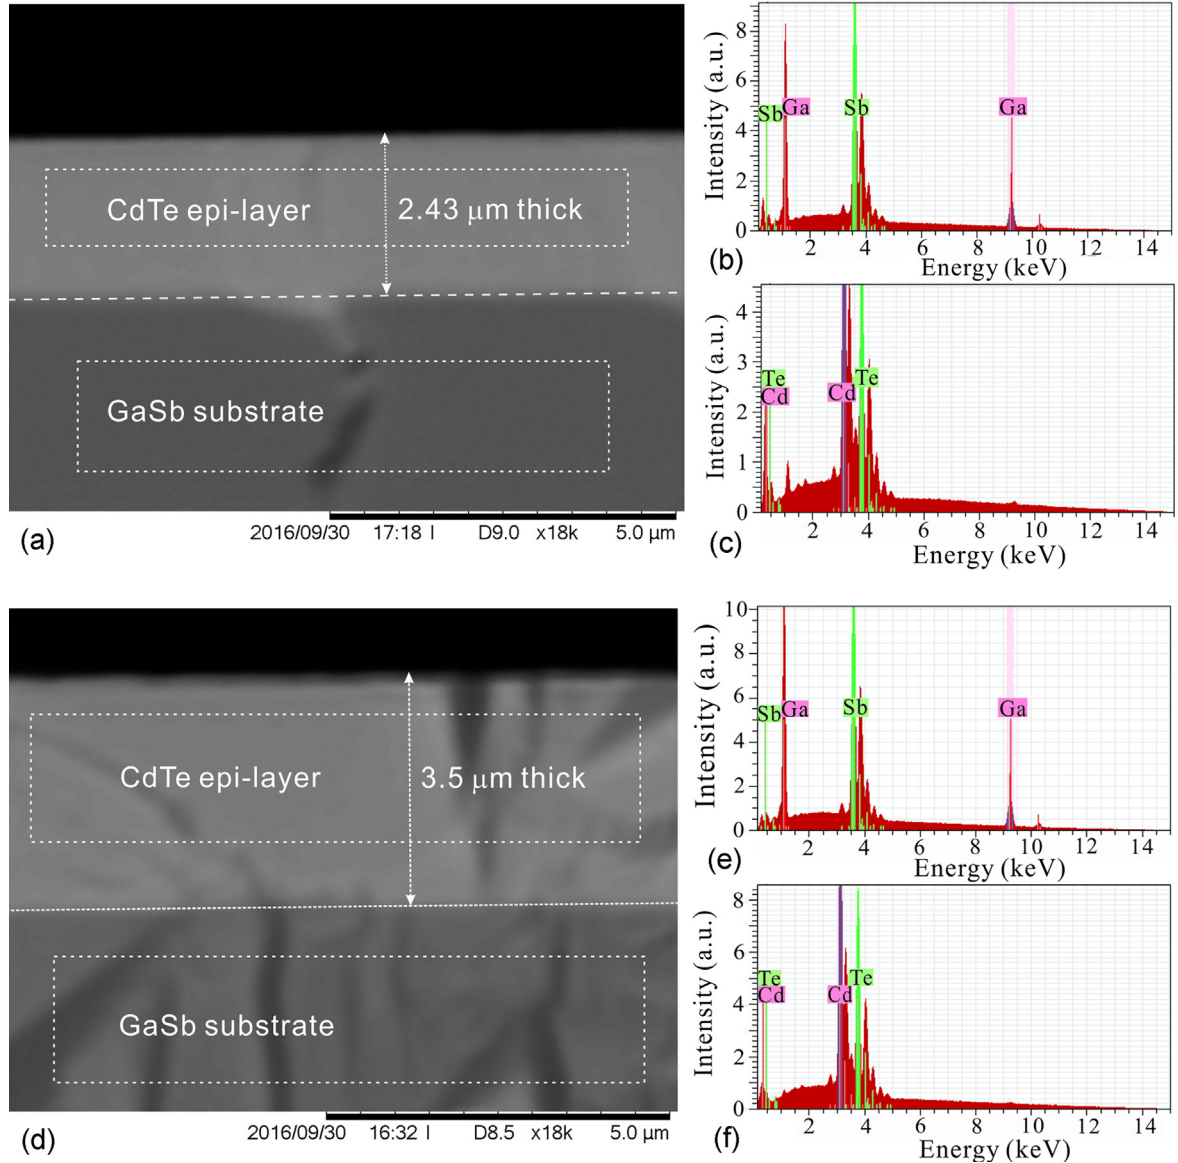 CdTe epi-layer
2.43 μm thick
GaSb substrate
2016/09/30 17:18 l D9.0 x18k 5.0 μm
(a)
Intensity (a.u.)
8
6
4
2
0
Sb
Ga
Sb
Ga
2 4 6 8 10 12 14
Energy (keV)
(b)
Intensity (a.u.)
4
3
2
1
0
Te
Cd
Cd
Te
2 4 6 8 10 12 14
Energy (keV)
(c)
CdTe epi-layer
3.5 μm thick
GaSb substrate
2016/09/30 16:32 l D8.5 x18k 5.0 μm
(d)
Intensity (a.u.)
10
8
6
4
2
0
Sb
Ga
Sb
Ga
2 4 6 8 10 12 14
Energy (keV)
(e)
Intensity (a.u.)
8
6
4
2
0
Te
Cd
Cd
Te
2 4 6 8 10 12 14
Energy (keV)
(f)